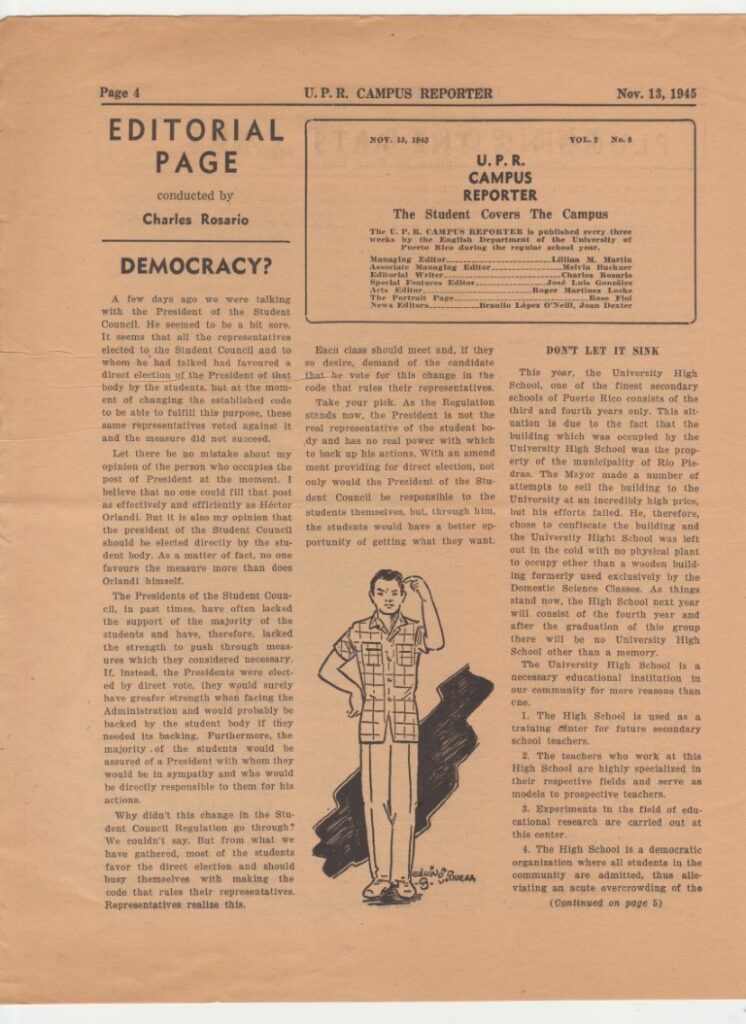 Page 4
U. P. R. CAMPUS REPORTER
Nov. 13, 1945
EDITORIAL
PAGE
conducted by
Charles Rosario
NOV. 13, 1945
VOL. 2 No. 5
U. P. R.
CAMPUS
REPORTER
The Student Covers The Campus
The U. P. R. CAMPUS REPORTER is published every three
weeks by the English Department of the University of
Puerto Rico during the regular school year.
Managing Editor Lillian M. Martin
Associate Managing Editor Melvin Buckner
Editorial Writer Charles Rosario
Special Features Editor José Luis González
Arts Editor Roger Martínez Locke
The Portrait Page Rose Fiol
News Editors Braulio López O'Neill, Joan Dexter
DEMOCRACY?
A few days ago we were talking
with the President of the Student
Council. He seemed to be a bit sore.
It seems that all the representatives
elected to the Student Council and to
whom he had talked had favoured a
direct election of the President of that
body by the students. but at the mom-
ent of changing the established code
to be able to fulfill this purpose, these
same representatives voted against it
and the measure did not succeed.
Let there be no mistake about my
opinion of the person who occupies the
post of President at the moment. I
believe that no one could fill that post
as effectively and efficiently as Héctor
Orlandi. But it is also my opinion that
the president of the Student Council
should be elected directly by the stu-
dent body. As a matter of fact, no one
favours the measure more than does
Orlandi himself.
The Presidents of the Student Coun-
cil, in past times, have often lacked
the support of the majority of the
students and have, therefore, lacked
the strength to push through meas-
ures which they considered necessary.
If, instead, the Presidents were elect-
ed by direct vote, they would surely
have greater strength when facing the
Administration and would probably be
backed by the student body if they
needed its backing. Furthermore, the
majority of the students would be
assured of a President with whom they
would be in sympathy and who would
be directly responsible to them for his
actions.
Why didn't this change in the Stu-
dent Council Regulation go through?
We couldn't say. But from what we
have gathered, most of the students
favor the direct election and should
busy themselves with making the
code that rules their representatives.
Representatives realize this.
Each class should meet and, if they
so desire, demand of the candidate
that he vote for this change in the
code that rules their representatives.
Take your pick. As the Regulation
stands now, the President is not the
real representative of the student bo-
dy and has no real power with which
to back up his actions. With an amend
ment providing for direct election, not
only would the President of the Stu-
dent Council be responsible to the
students themselves, but, through him,
the students would have a better op-
portunity of getting what they want.
DON'T LET IT SINK
This year, the University High
School, one of the finest secondary
schools of Puerto Rico consists of the
third and fourth years only. This sit-
uation is due to the fact that the
building which was occupied by the
University High School was the prop-
erty of the municipality of Río Pie-
dras. The Mayor made a number of
attempts to sell the building to the
University at an incredibly high price,
but his efforts failed. He, therefore,
chose to confiscate the building and
the University Hight School was left
out in the cold with no physical plant
to occupy other than a wooden build-
ing formerly used exclusively by the
Domestic Science Classes. As things
stand now, the High School next year
will consist of the fourth year and
after the graduation of this group
there will be no University High
School other than a memory.
The University High School is a
necessary educational institution in
our community for more reasons than
one.
1. The High School is used as a
training center for future secondary
school teachers.
2. The teachers who work at this
High School are highly specialized in
their respective fields and serve as
models to prospective teachers.
3. Experiments in the field of edu-
cational research are carried out at
this center.
4. The High School is a democratic
organization where all students in the
community are admitted, thus alle-
viating an acute overcrowding of the
(Continued on page 5)